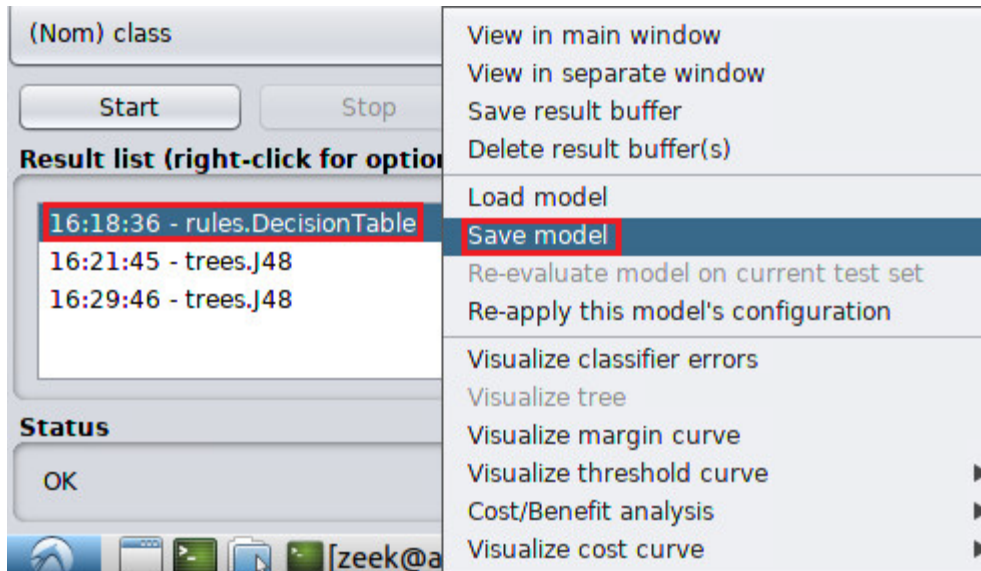 (Nom) class
Start
Stop
Result list (right-click for option
16:18:36 - rules.DecisionTable
16:21:45 - trees.J48
16:29:46 - trees.J48
Status
OK
[zeek@a
View in main window
View in separate window
Save result buffer
Delete result buffer(s)
Load model
Save model
Re-evaluate model on current test set
Re-apply this model's configuration
Visualize classifier errors
Visualize tree
Visualize margin curve
Visualize threshold curve
Cost/Benefit analysis
Visualize cost curve